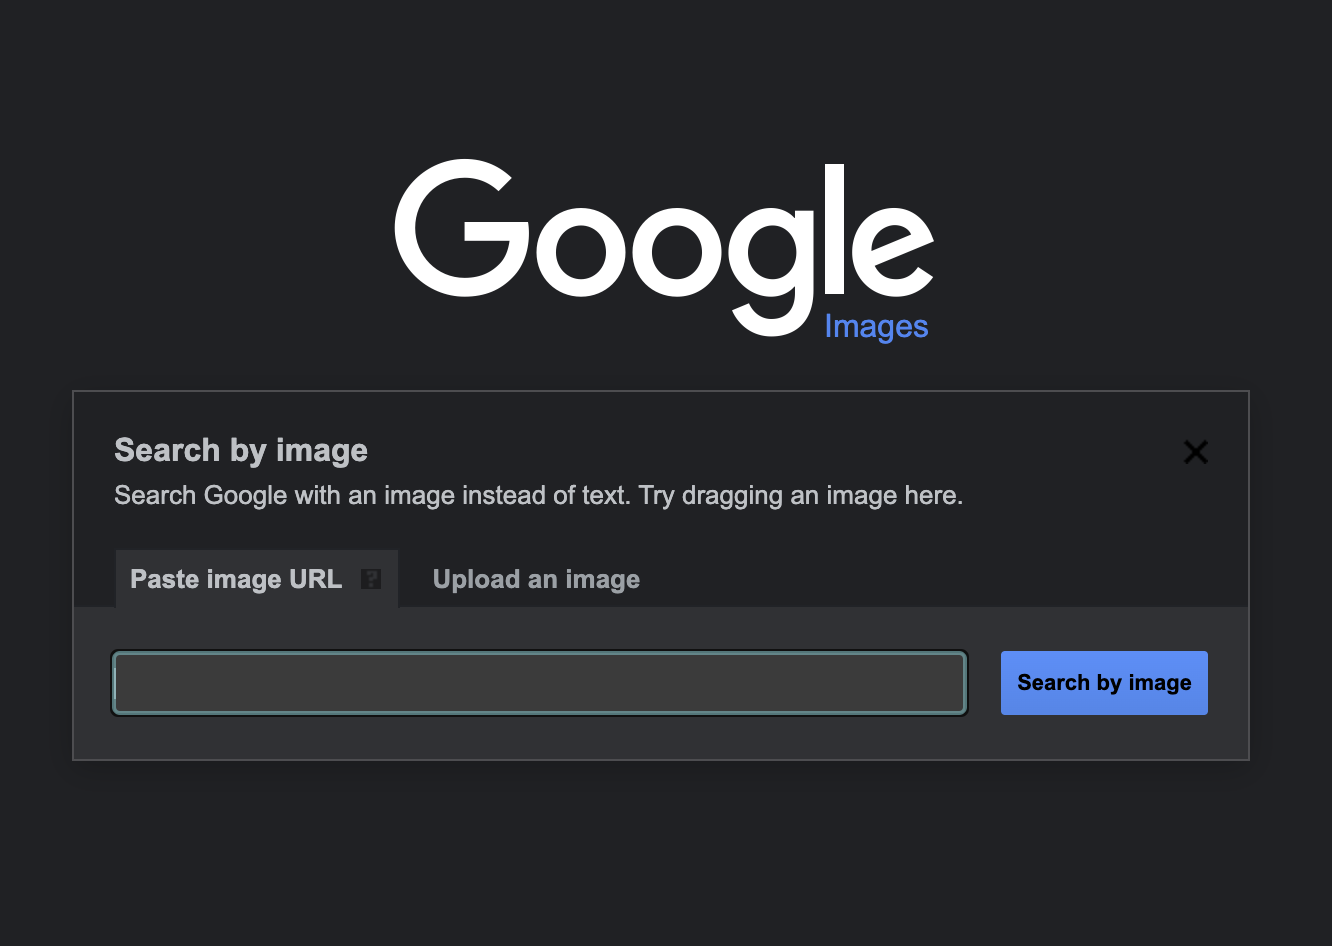 Google
Images
Search by image
Search Google with an image instead of text. Try dragging an image here.
Paste image URL ? Upload an image
Search by image